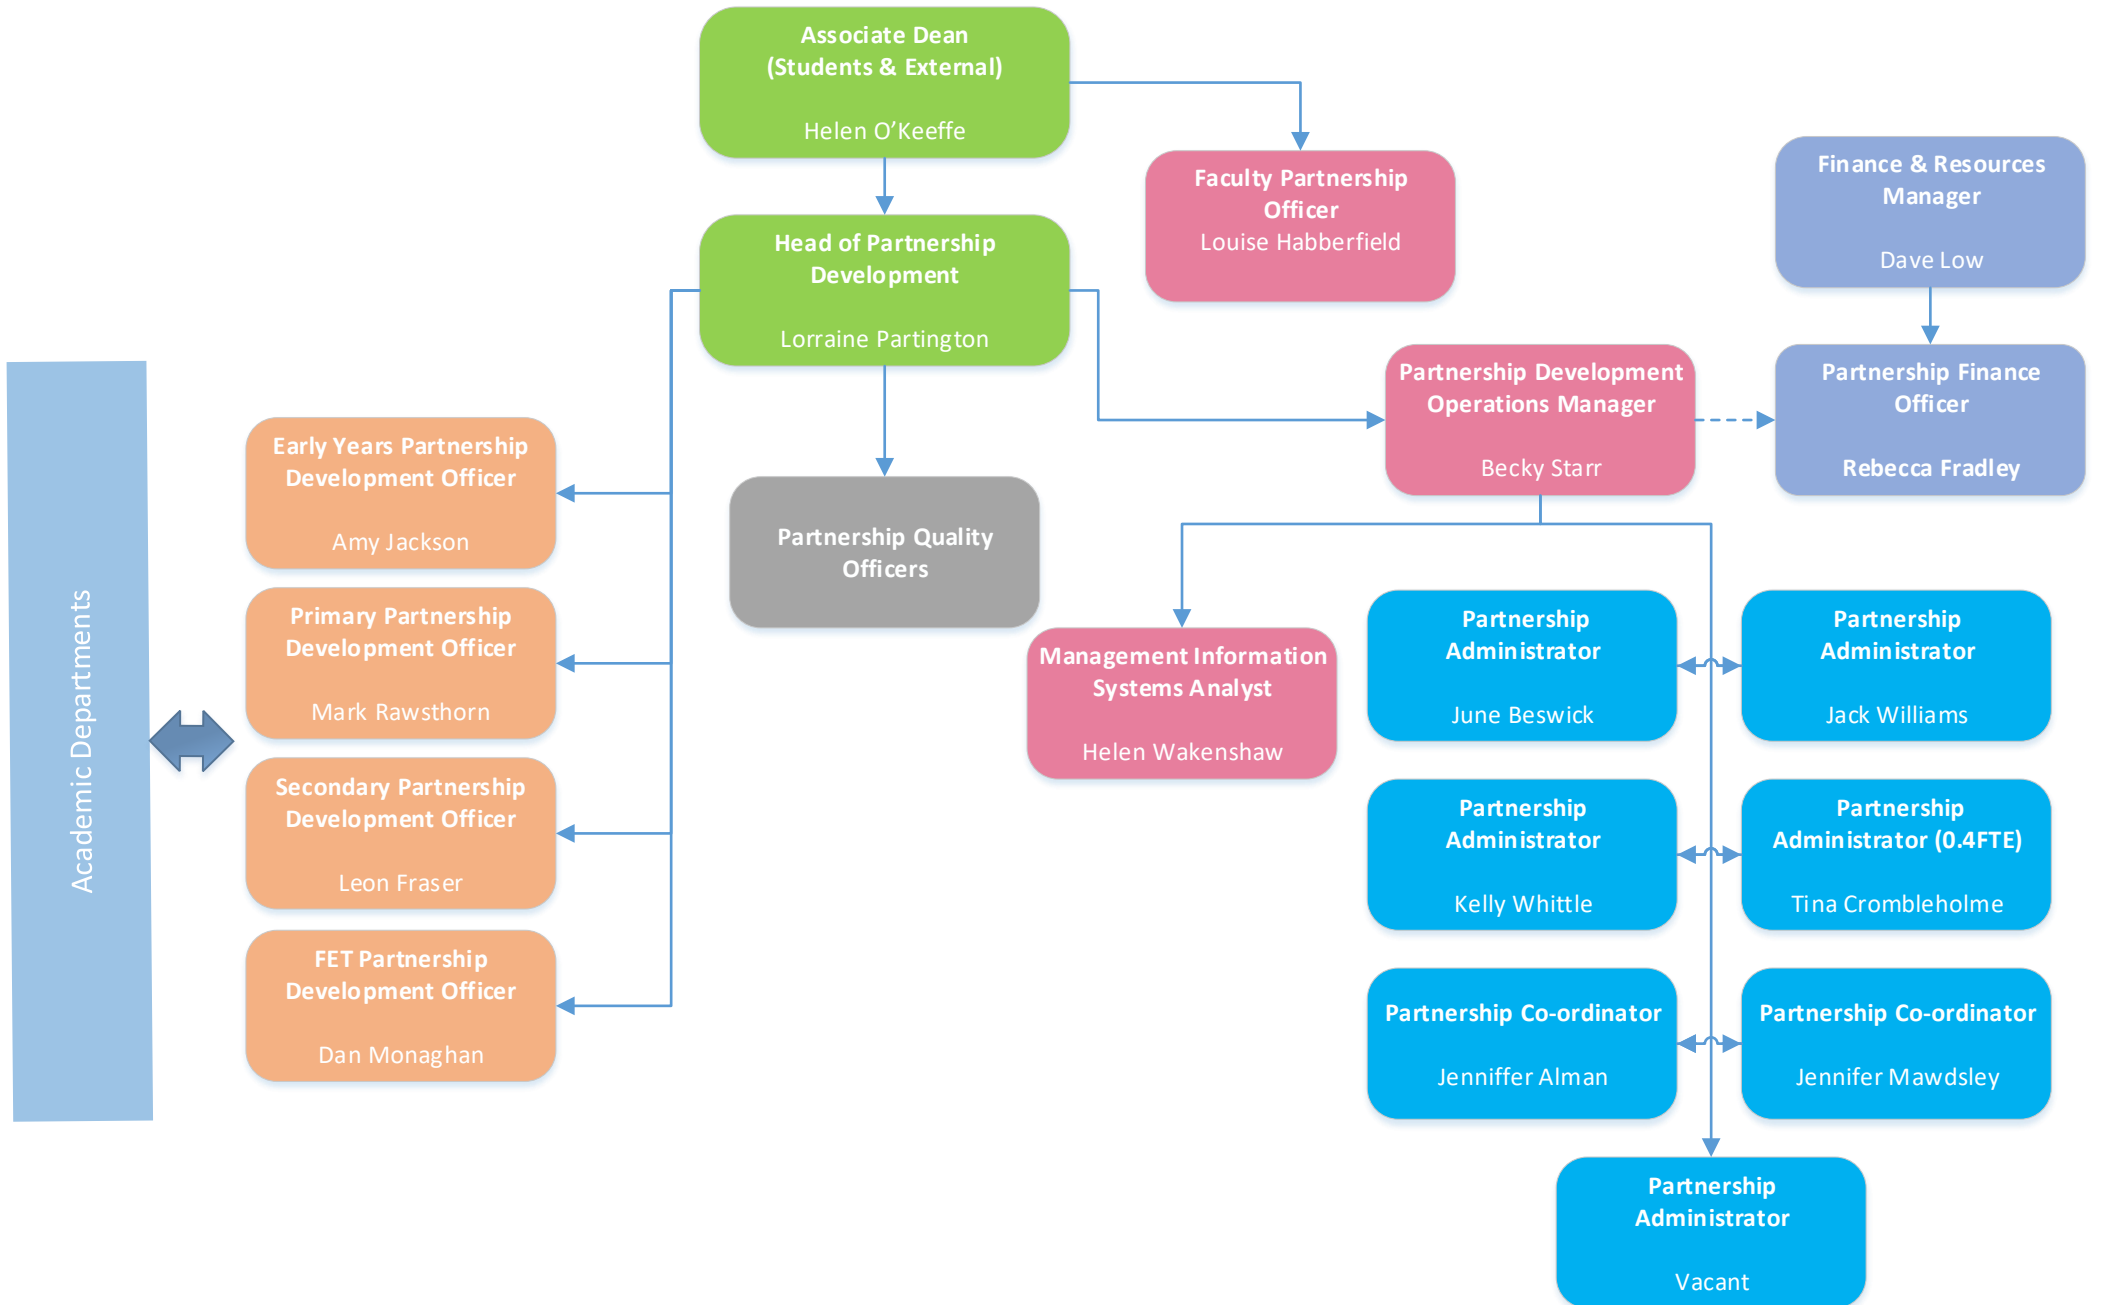 Associate Dean
(Students & External)
Helen O’Keeffe
Faculty Partnership
Officer
Louise Habberfield
Finance & Resources
Manager
Dave Low
Head of Partnership
Development
Lorraine Partington
Partnership Development
Operations Manager
Becky Starr
Partnership Finance
Officer
Rebecca Fradley
Academic Departments
Early Years Partnership
Development Officer
Amy Jackson
Primary Partnership
Development Officer
Mark Rawsthorn
Secondary Partnership
Development Officer
Leon Fraser
FET Partnership
Development Officer
Dan Monaghan
Partnership Quality
Officers
Management Information
Systems Analyst
Helen Wakenshaw
Partnership
Administrator
June Beswick
Partnership
Administrator
Jack Williams
Partnership
Administrator
Kelly Whittle
Partnership
Administrator (0.4FTE)
Tina Crombleholme
Partnership Co-ordinator
Jenniffer Alman
Partnership Co-ordinator
Jennifer Mawdsley
Partnership
Administrator
Vacant